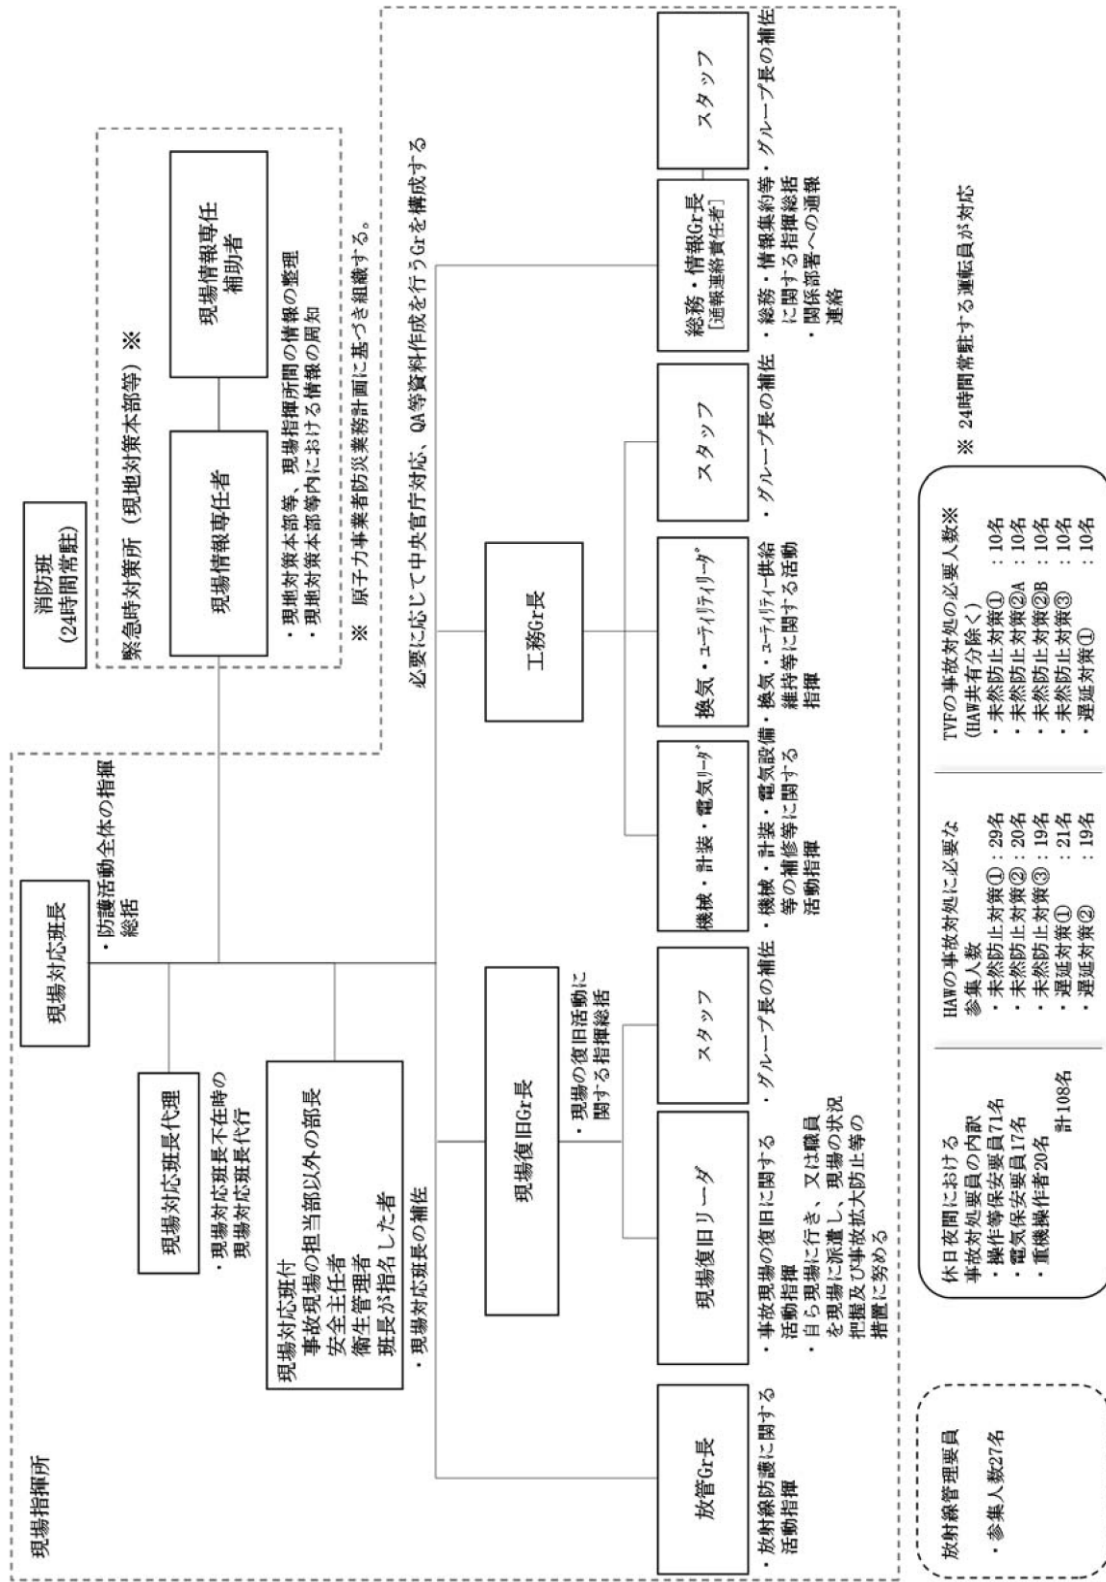 現場指揮所
現場対応班長
・防護活動全体の指揮
総括
現場対応班長代理
・現場対応班長不在時の
現場対応班長代行
現場対応班付
事故現場の担当部以外の部長
安全主任者
衛生管理者
班長が指名した者
・現場対応班長の補佐
消防班
(24時間常駐)
緊急時対策所（現地対策本部等）※
現場情報専任者
・現地対策本部等、現場指揮所間の情報の整理
・現地対策本部等内における情報の周知
現場情報専任
補助者
※ 原子力事業者防災業務計画に基づき組織する。
必要に応じて中央官庁対応、QA等資料作成を行うGrを構成する
放管Gr長
・放射線防護に関する
活動指揮
現場復旧Gr長
・現場の復旧活動に
関する指揮総括
現場復旧リーダ
・事故現場の復旧に関する
活動指揮
・自ら現場に行き、又は職員
を現場に派遣し、現場の状況
把握及び事故拡大防止等の
措置に努める
スタッフ
・グループ長の補佐
工務Gr長
機械・計装・電気リーダ
・機械・計装・電気設備
等の補修等に関する
活動指揮
換気・ユーティリティリーダ
・換気・ユーティリティー供給
維持等に関する活動
指揮
スタッフ
・グループ長の補佐
総務・情報Gr長
[通報連絡責任者]
・総務・情報集約等
に関する指揮総括
・関係部署への通報
連絡
スタッフ
・グループ長の補佐
放射線管理要員
・参集人数27名
休日夜間における
事故対処要員の内訳
・操作等保安要員71名
・電気保安要員17名
・重機操作者20名
計108名
HAWの事故対処に必要な
参集人数
・未然防止対策①：29名
・未然防止対策②：20名
・未然防止対策③：19名
・遅延対策①　　：21名
・遅延対策②　　：19名
TVFの事故対処の必要人数※
(HAW共有分除く)
・未然防止対策①　：10名
・未然防止対策②A　：10名
・未然防止対策②B　：10名
・未然防止対策③　：10名
・遅延対策①　　　：10名
※ 24時間常駐する運転員が対応